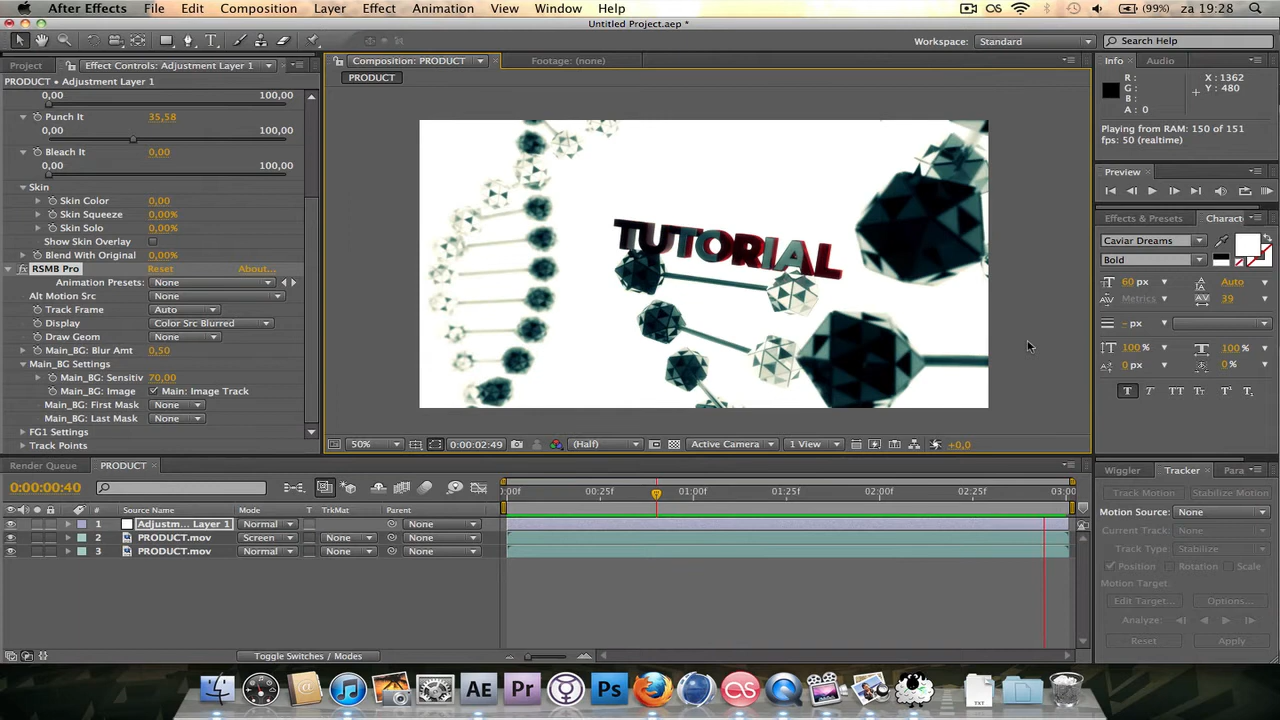 After Effects File Edit Composition Layer Effect Animation View Window Help (99%) za 19:28
Untitled Project.aep *
Workspace: Standard Search Help
Project Effect Controls: Adjustment Layer 1
PRODUCT • Adjustment Layer 1
0,00 100,00
Punch It 35,58
0,00 100,00
Bleach It 0,00
0,00 100,00
Skin
Skin Color 0,00
Skin Squeeze 0,00%
Skin Solo 0,00%
Show Skin Overlay
Blend With Original 0,00%
RSMB Pro Reset About...
Animation Presets: None
Alt Motion Src None
Track Frame Auto
Display Color Src Blurred
Draw Geom None
Main_BG: Blur Amt 0,50
Main_BG Settings
Main_BG: Sensitiv 70,00
Main_BG: Image Main: Image Track
Main_BG: First Mask None
Main_BG: Last Mask None
FG1 Settings
Track Points
Composition: PRODUCT Footage: (none)
PRODUCT
TUTORIAL
50% 0:00:02:49 (Half) Active Camera 1 View +0,0
Info Audio
R: X: 1362
G: Y: 480
B:
A: 0
Playing from RAM: 150 of 151
fps: 50 (realtime)
Preview
Effects & Presets Charact
Caviar Dreams
Bold
60 px Auto
Metrics 39
- px
100% 100%
0 px 0%
T T TT Tt T¹ T₁
Wiggler Tracker Para
Track Motion Stabilize Motion
Motion Source: None
Current Track: None
Track Type: Stabilize
Position Rotation Scale
Motion Target:
Edit Target... Options...
Analyze:
Reset Apply
Render Queue PRODUCT
0:00:00:40
:00f 00:25f 01:00f 01:25f 02:00f 02:25f 03:00
# Source Name Mode T TrkMat Parent
1 Adjustm... Layer 1 Normal None
2 PRODUCT.mov Screen None None
3 PRODUCT.mov Normal None None
Toggle Switches / Modes
AE Pr Ps TXT